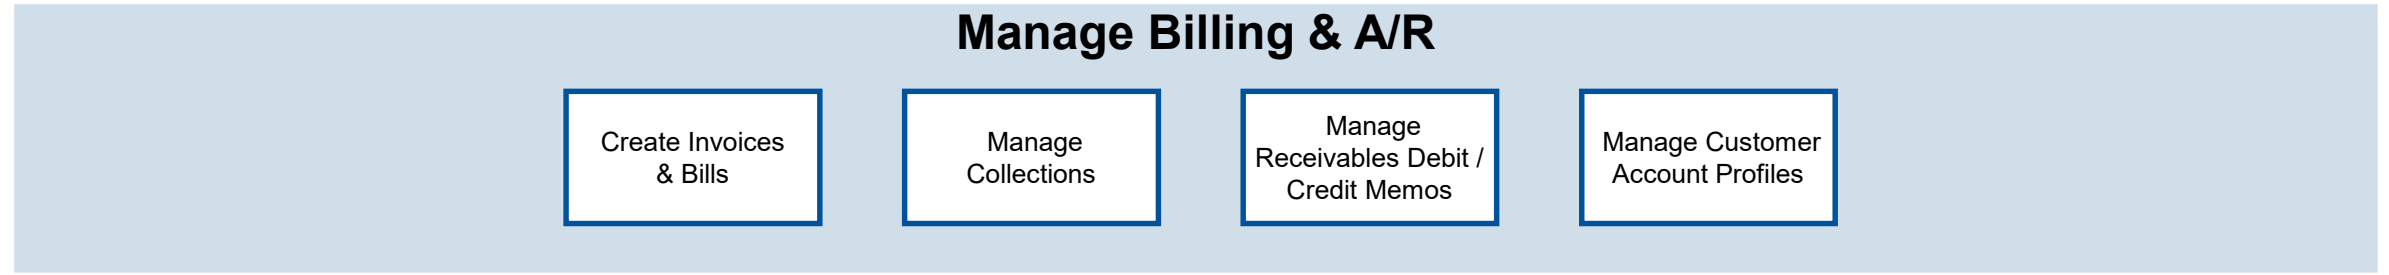 Manage Billing & A/R
Create Invoices
& Bills
Manage
Collections
Manage
Receivables Debit /
Credit Memos
Manage Customer
Account Profiles